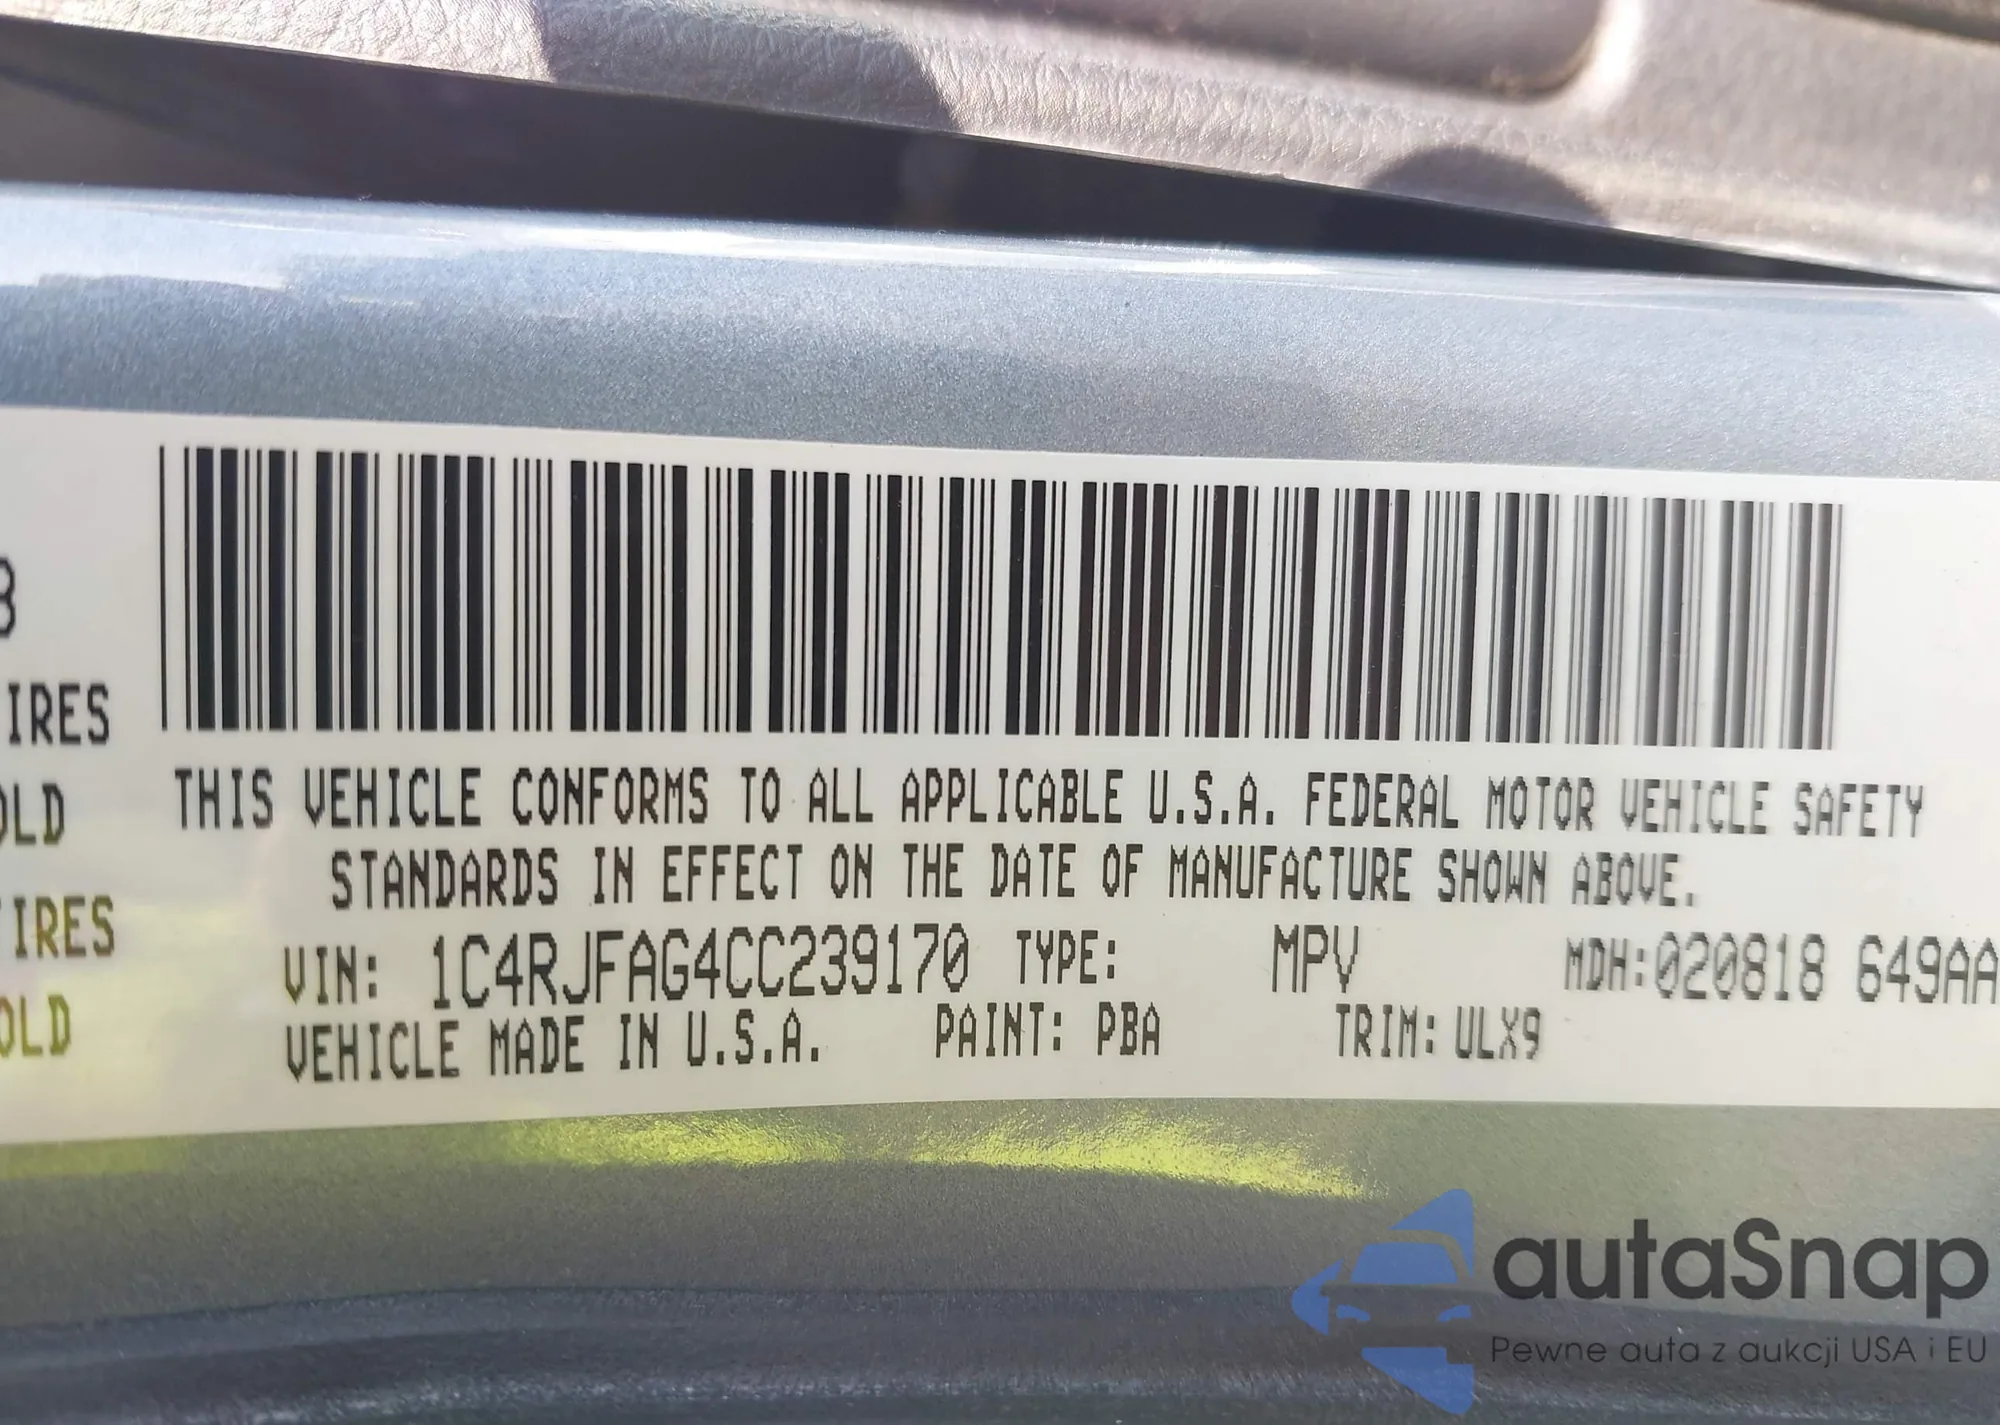 8
IRES
OLD
IRES
OLD
THIS VEHICLE CONFORMS TO ALL APPLICABLE U.S.A. FEDERAL MOTOR VEHICLE SAFETY
STANDARDS IN EFFECT ON THE DATE OF MANUFACTURE SHOWN ABOVE.
VIN: 1C4RJFAG4CC239170 TYPE: MPV MDH:020818 649AA
VEHICLE MADE IN U.S.A. PAINT: PBA TRIM: ULX9
autaSnap
Pewne auta z aukcji USA i EU